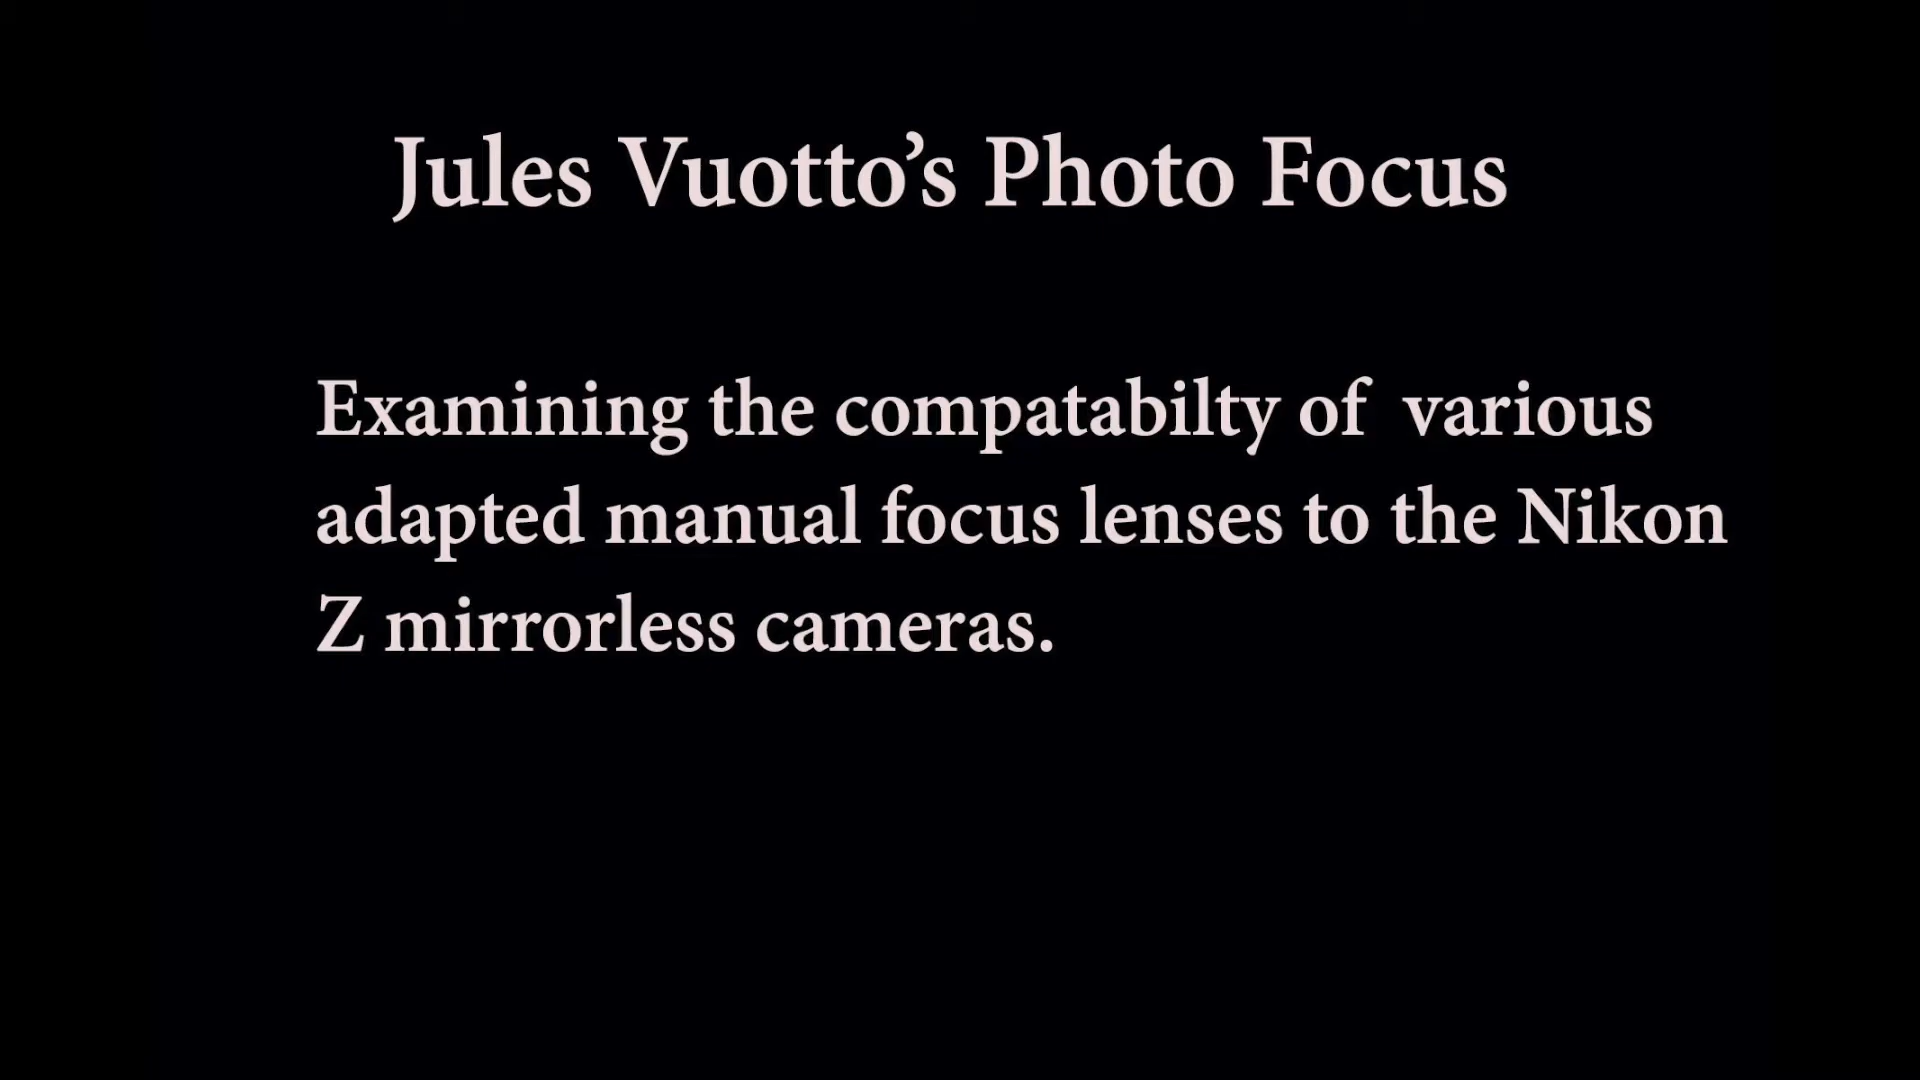 Jules Vuotto’s Photo Focus
Examining the compatabilty of various
adapted manual focus lenses to the Nikon
Z mirrorless cameras.